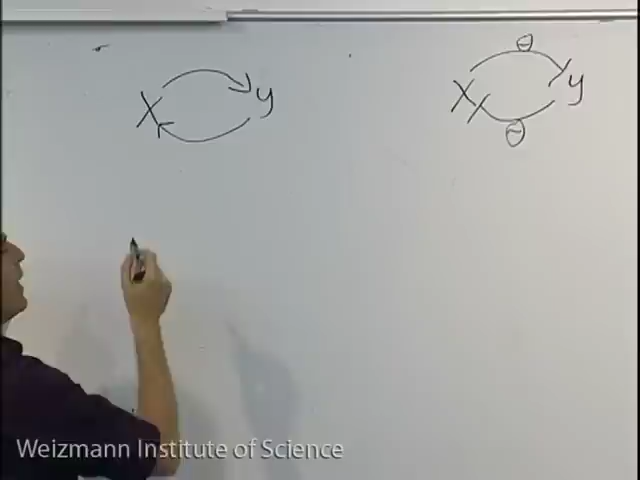 X y
X y
θ
θ
Weizmann Institute of Science